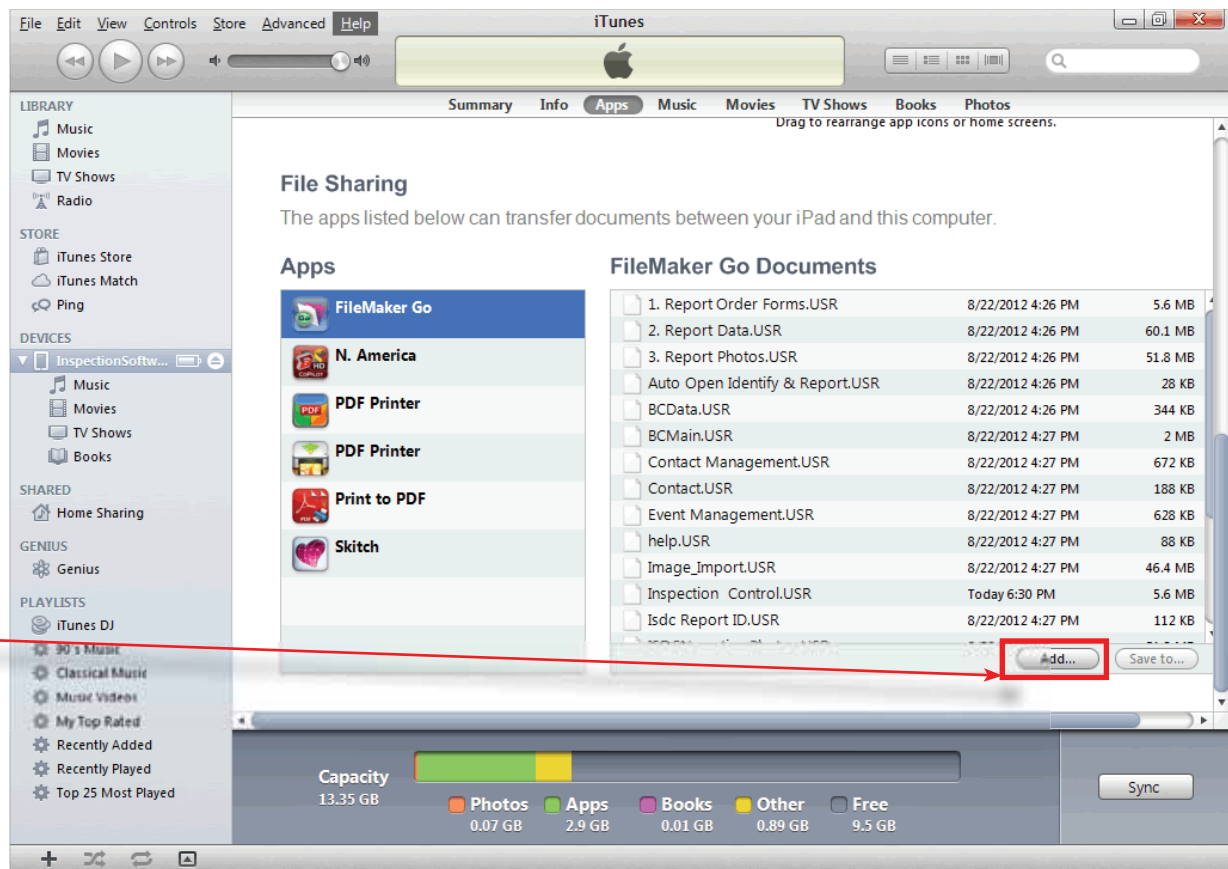 File Edit View Controls Store Advanced Help
iTunes
Summary Info Apps Music Movies TV Shows Books Photos
Drag to rearrange app icons or home screens.
LIBRARY
Music
Movies
TV Shows
Radio
STORE
iTunes Store
iTunes Match
Ping
DEVICES
InspectionSoftw...
Music
Movies
TV Shows
Books
SHARED
Home Sharing
GENIUS
Genius
PLAYLISTS
iTunes DJ
90's Music
Classical Music
Music Videos
My Top Rated
Recently Added
Recently Played
Top 25 Most Played
File Sharing
The apps listed below can transfer documents between your iPad and this computer.
Apps
FileMaker Go
N. America
PDF Printer
PDF Printer
Print to PDF
Skitch
FileMaker Go Documents
1. Report Order Forms.USR 8/22/2012 4:26 PM 5.6 MB
2. Report Data.USR 8/22/2012 4:26 PM 60.1 MB
3. Report Photos.USR 8/22/2012 4:26 PM 51.8 MB
Auto Open Identify & Report.USR 8/22/2012 4:26 PM 28 KB
BCData.USR 8/22/2012 4:26 PM 344 KB
BCMain.USR 8/22/2012 4:27 PM 2 MB
Contact Management.USR 8/22/2012 4:27 PM 672 KB
Contact.USR 8/22/2012 4:27 PM 188 KB
Event Management.USR 8/22/2012 4:27 PM 628 KB
help.USR 8/22/2012 4:27 PM 88 KB
Image_Import.USR 8/22/2012 4:27 PM 46.4 MB
Inspection Control.USR Today 6:30 PM 5.6 MB
Isdc Report ID.USR 8/22/2012 4:27 PM 112 KB
Add... Save to...
Capacity
13.35 GB
Photos Apps Books Other Free
0.07 GB 2.9 GB 0.01 GB 0.89 GB 9.5 GB
Sync